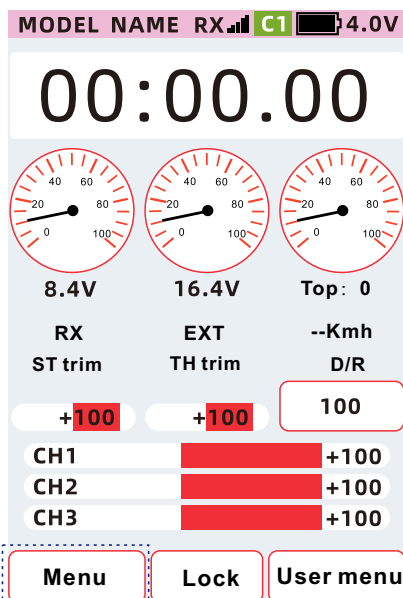 MODEL NAME RX C1 4.0V
00:00.00
40 60 40 60 40 60
20 80 20 80 20 80
0 100 0 100 0 100
8.4V 16.4V Top: 0
RX EXT --Kmh
ST trim TH trim D/R
+100 +100 100
CH1 +100
CH2 +100
CH3 +100
Menu Lock User menu